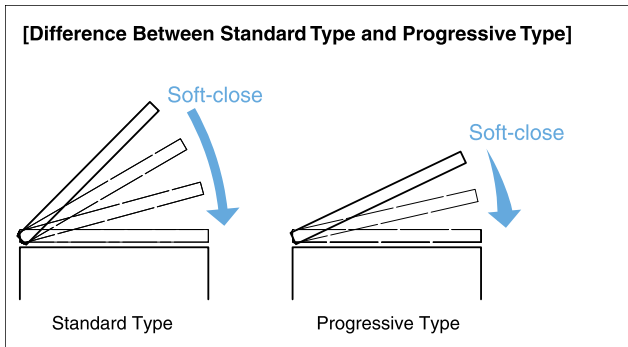 [Difference Between Standard Type and Progressive Type]
Soft-close
Soft-close
Standard Type
Progressive Type